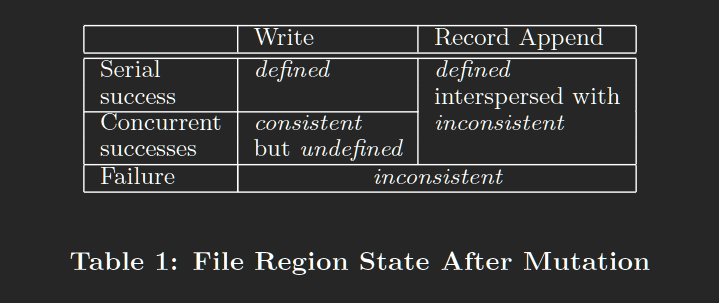 Write Record Append
Serial defined defined
success interspersed with
Concurrent consistent inconsistent
successes but undefined
Failure inconsistent
Table 1: File Region State After Mutation